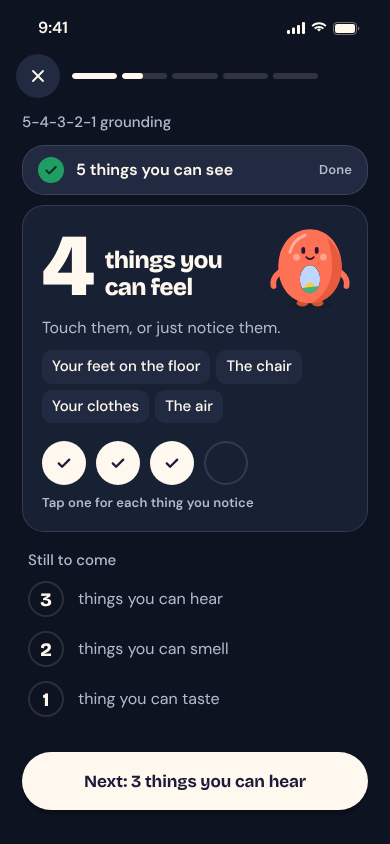 9:41
5-4-3-2-1 grounding
5 things you can see
Done
4 things you
can feel
Touch them, or just notice them.
Your feet on the floor
The chair
Your clothes
The air
Tap one for each thing you notice
Still to come
3 things you can hear
2 things you can smell
1 thing you can taste
Next: 3 things you can hear